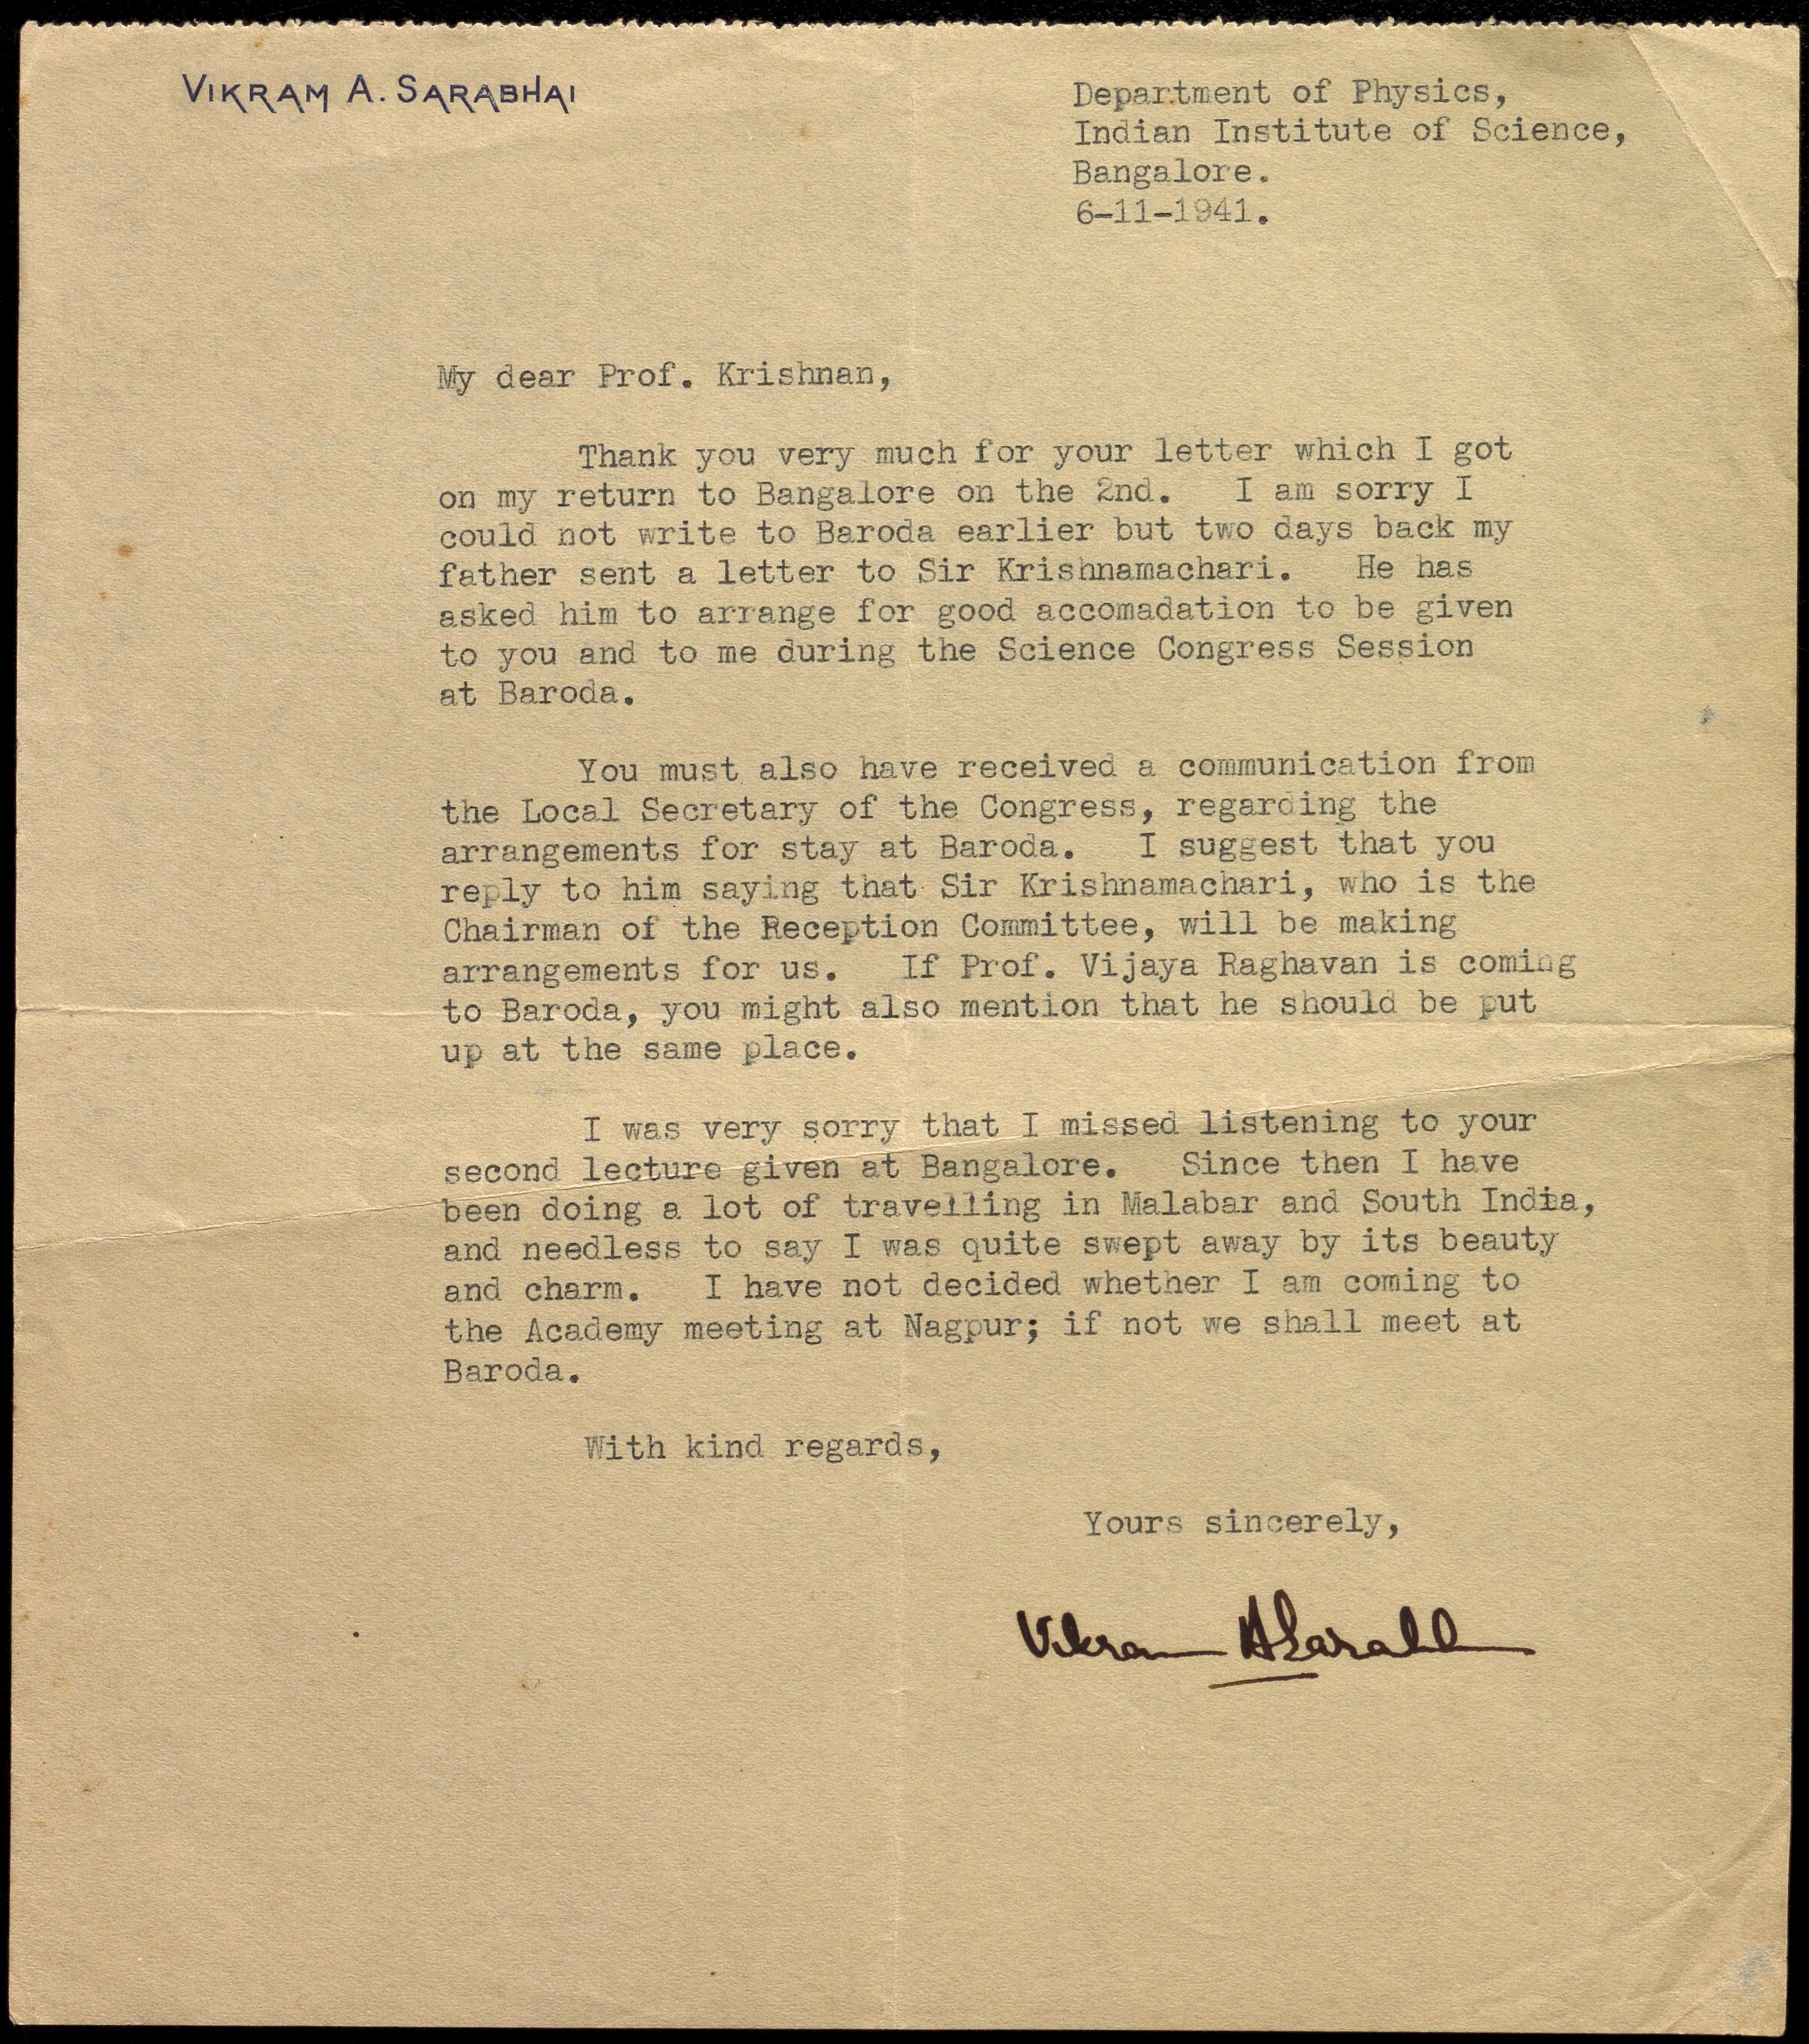 VIKRAM A. SARABHAI
Department of Physics,
Indian Institute of Science,
Bangalore.
6-11-1941.
My dear Prof. Krishnan,
Thank you very much for your letter which I got
on my return to Bangalore on the 2nd. I am sorry I
could not write to Baroda earlier but two days back my
father sent a letter to Sir Krishnamachari. He has
asked him to arrange for good accomadation to be given
to you and to me during the Science Congress Session
at Baroda.
You must also have received a communication from
the Local Secretary of the Congress, regarding the
arrangements for stay at Baroda. I suggest that you
reply to him saying that Sir Krishnamachari, who is the
Chairman of the Reception Committee, will be making
arrangements for us. If Prof. Vijaya Raghavan is coming
to Baroda, you might also mention that he should be put
up at the same place.
I was very sorry that I missed listening to your
second lecture given at Bangalore. Since then I have
been doing a lot of travelling in Malabar and South India,
and needless to say I was quite swept away by its beauty
and charm. I have not decided whether I am coming to
the Academy meeting at Nagpur; if not we shall meet at
Baroda.
With kind regards,
Yours sincerely,
Vikram A Sarabhai